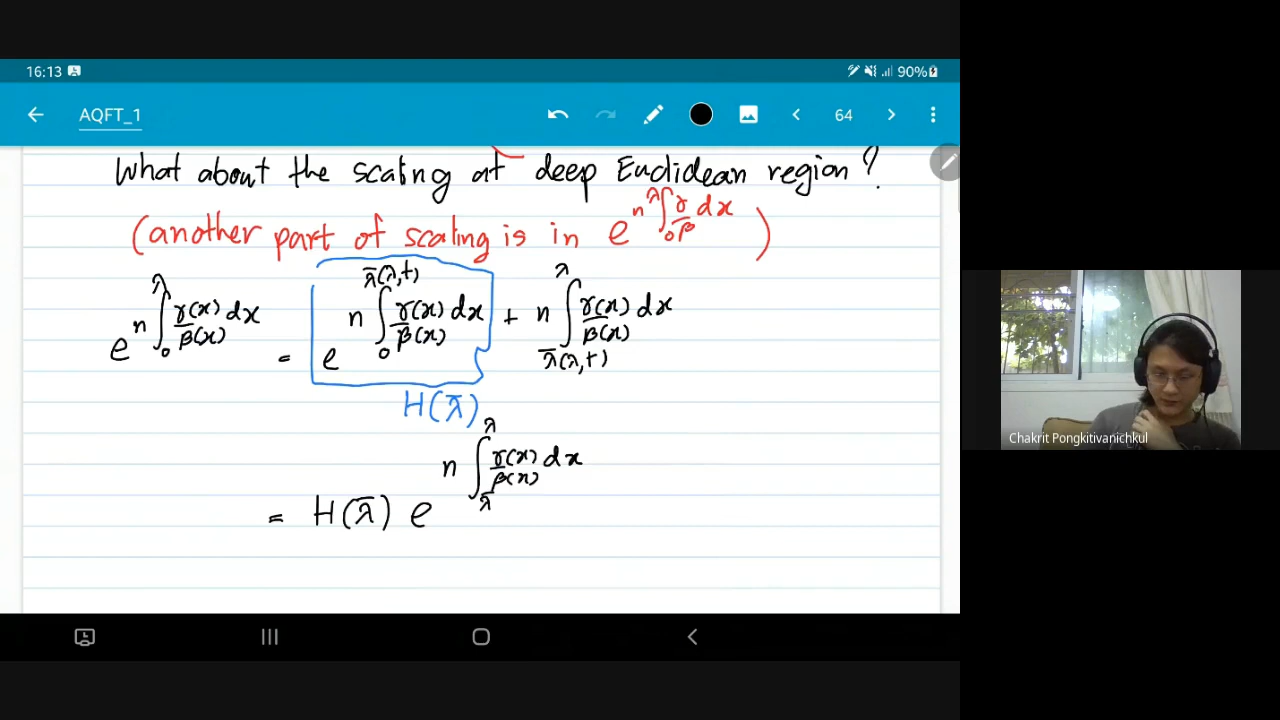 16:13 90%
AQFT_1 64
What about the scaling at deep Euclidean region?
(another part of scaling is in e^{n∫_0^λ γ/β dx})
e^{n∫_0^λ γ(x)/β(x) dx} = e^{n∫_0^{λ̄(λ,t)} γ(x)/β(x) dx + n∫_{λ̄(λ,t)}^λ γ(x)/β(x) dx}
H(λ̄)
= H(λ̄) e^{n∫_{λ̄}^λ γ(x)/β(x) dx}
Chakrit Pongkitivanichkul